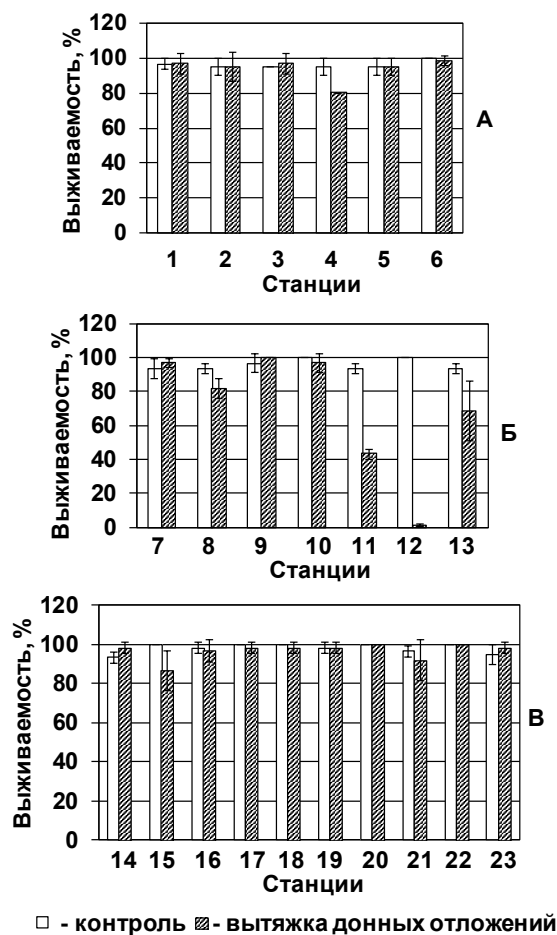 120
100
80
60
40
20
0
Выживаемость, %
1 2 3 4 5 6
Станции
А
120
100
80
60
40
20
0
Выживаемость, %
7 8 9 10 11 12 13
Станции
Б
120
100
80
60
40
20
0
Выживаемость, %
14 15 16 17 18 19 20 21 22 23
Станции
В
- контроль - вытяжка донных отложений